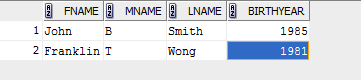 FNAME MNAME LNAME BIRTHYEAR
1 John B Smith 1985
2 Franklin T Wong 1981